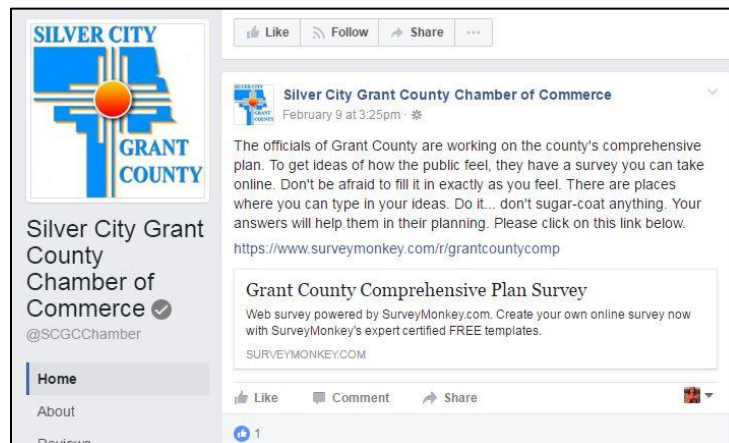 SILVER CITY
GRANT
COUNTY
Silver City Grant
County
Chamber of
Commerce
@SCGCChamber
Home
About
Reviews
Like Follow Share
Silver City Grant County Chamber of Commerce
February 9 at 3:25pm ·
The officials of Grant County are working on the county's comprehensive
plan. To get ideas of how the public feel, they have a survey you can take
online. Don't be afraid to fill it in exactly as you feel. There are places
where you can type in your ideas. Do it... don't sugar-coat anything. Your
answers will help them in their planning. Please click on this link below.
https://www.surveymonkey.com/r/grantcountycomp
Grant County Comprehensive Plan Survey
Web survey powered by SurveyMonkey.com. Create your own online survey now
with SurveyMonkey's expert certified FREE templates.
SURVEYMONKEY.COM
Like Comment Share
1